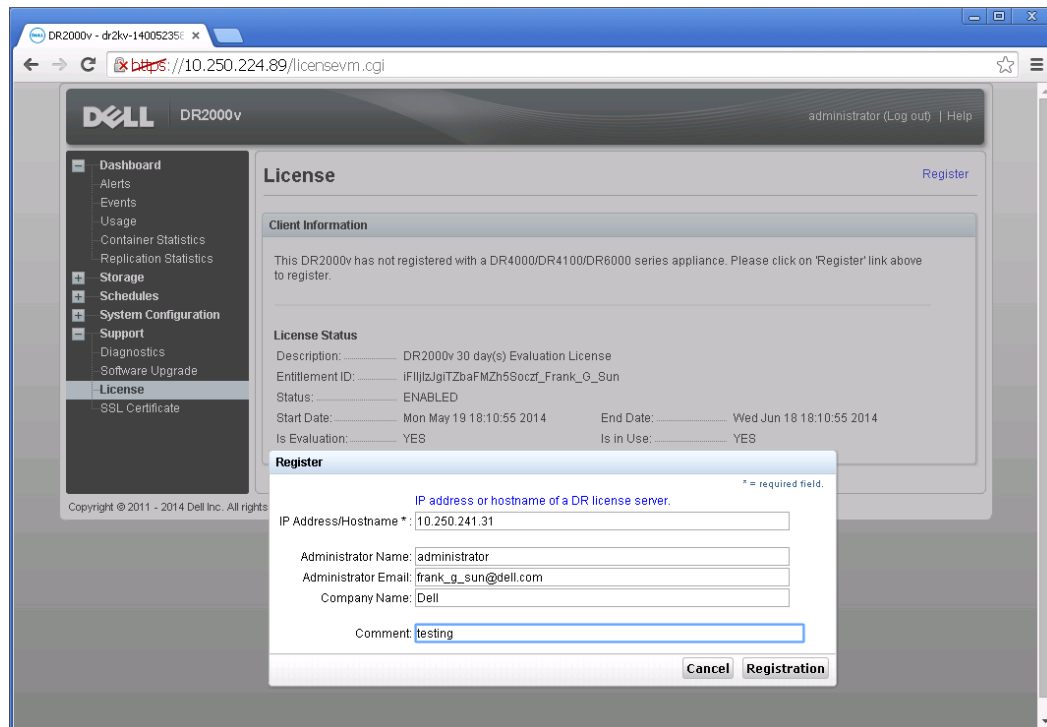 DR2000v - dr2kv-14005235
https://10.250.224.89/licensevm.cgi
DELL DR2000v
administrator (Log out) | Help
Dashboard
Alerts
Events
Usage
Container Statistics
Replication Statistics
Storage
Schedules
System Configuration
Support
Diagnostics
Software Upgrade
License
SSL Certificate
License
Register
Client Information
This DR2000v has not registered with a DR4000/DR4100/DR6000 series appliance. Please click on 'Register' link above
to register.
License Status
Description: DR2000v 30 day(s) Evaluation License
Entitlement ID:
Status: ENABLED
Start Date: Mon May 19 18:10:55 2014 End Date: Wed Jun 18 18:10:55 2014
Is Evaluation: YES Is in Use: YES
Copyright © 2011 - 2014 Dell Inc. All rights
Register
* = required field.
IP address or hostname of a DR license server.
IP Address/Hostname * : 10.250.241.31
Administrator Name: administrator
Administrator Email: frank_g_sun@dell.com
Company Name: Dell
Comment: testing
Cancel Registration